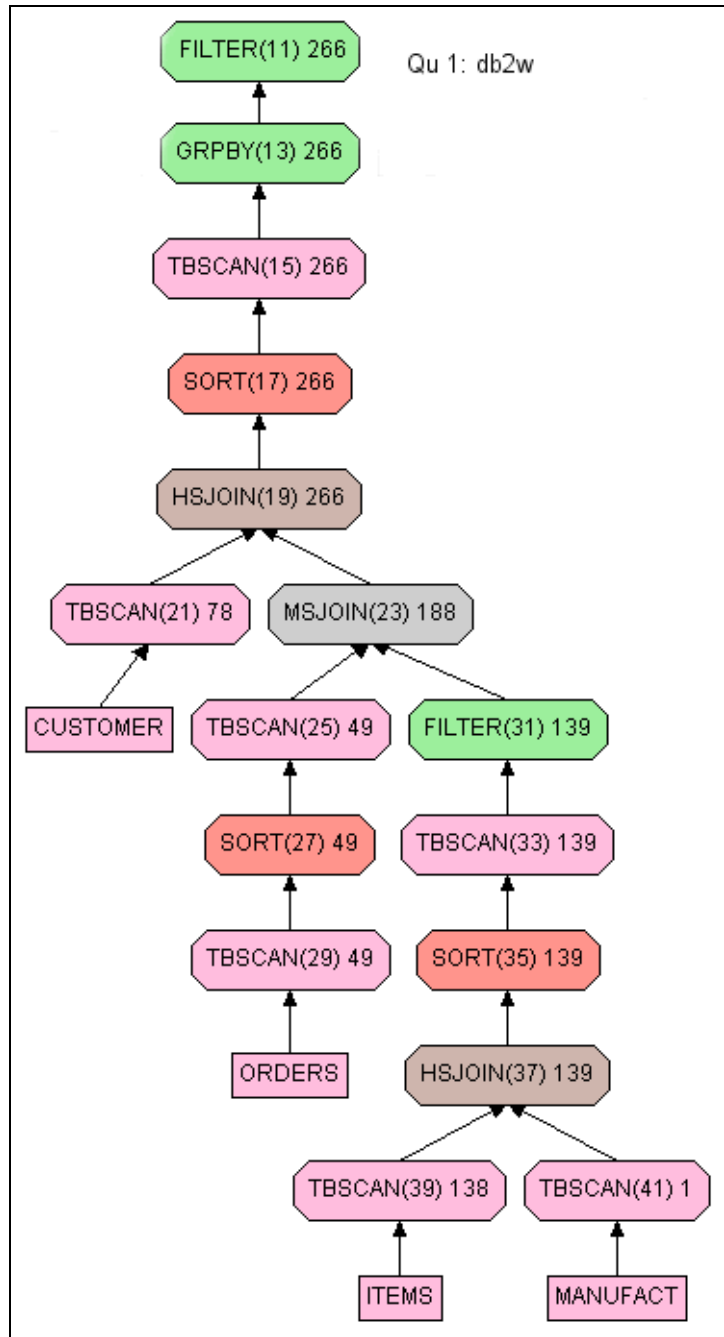 FILTER(11) 266
Qu 1: db2w
GRPBY(13) 266
TBSCAN(15) 266
SORT(17) 266
HSJOIN(19) 266
TBSCAN(21) 78
MSJOIN(23) 188
CUSTOMER
TBSCAN(25) 49
FILTER(31) 139
SORT(27) 49
TBSCAN(33) 139
TBSCAN(29) 49
SORT(35) 139
ORDERS
HSJOIN(37) 139
TBSCAN(39) 138
TBSCAN(41) 1
ITEMS
MANUFACT